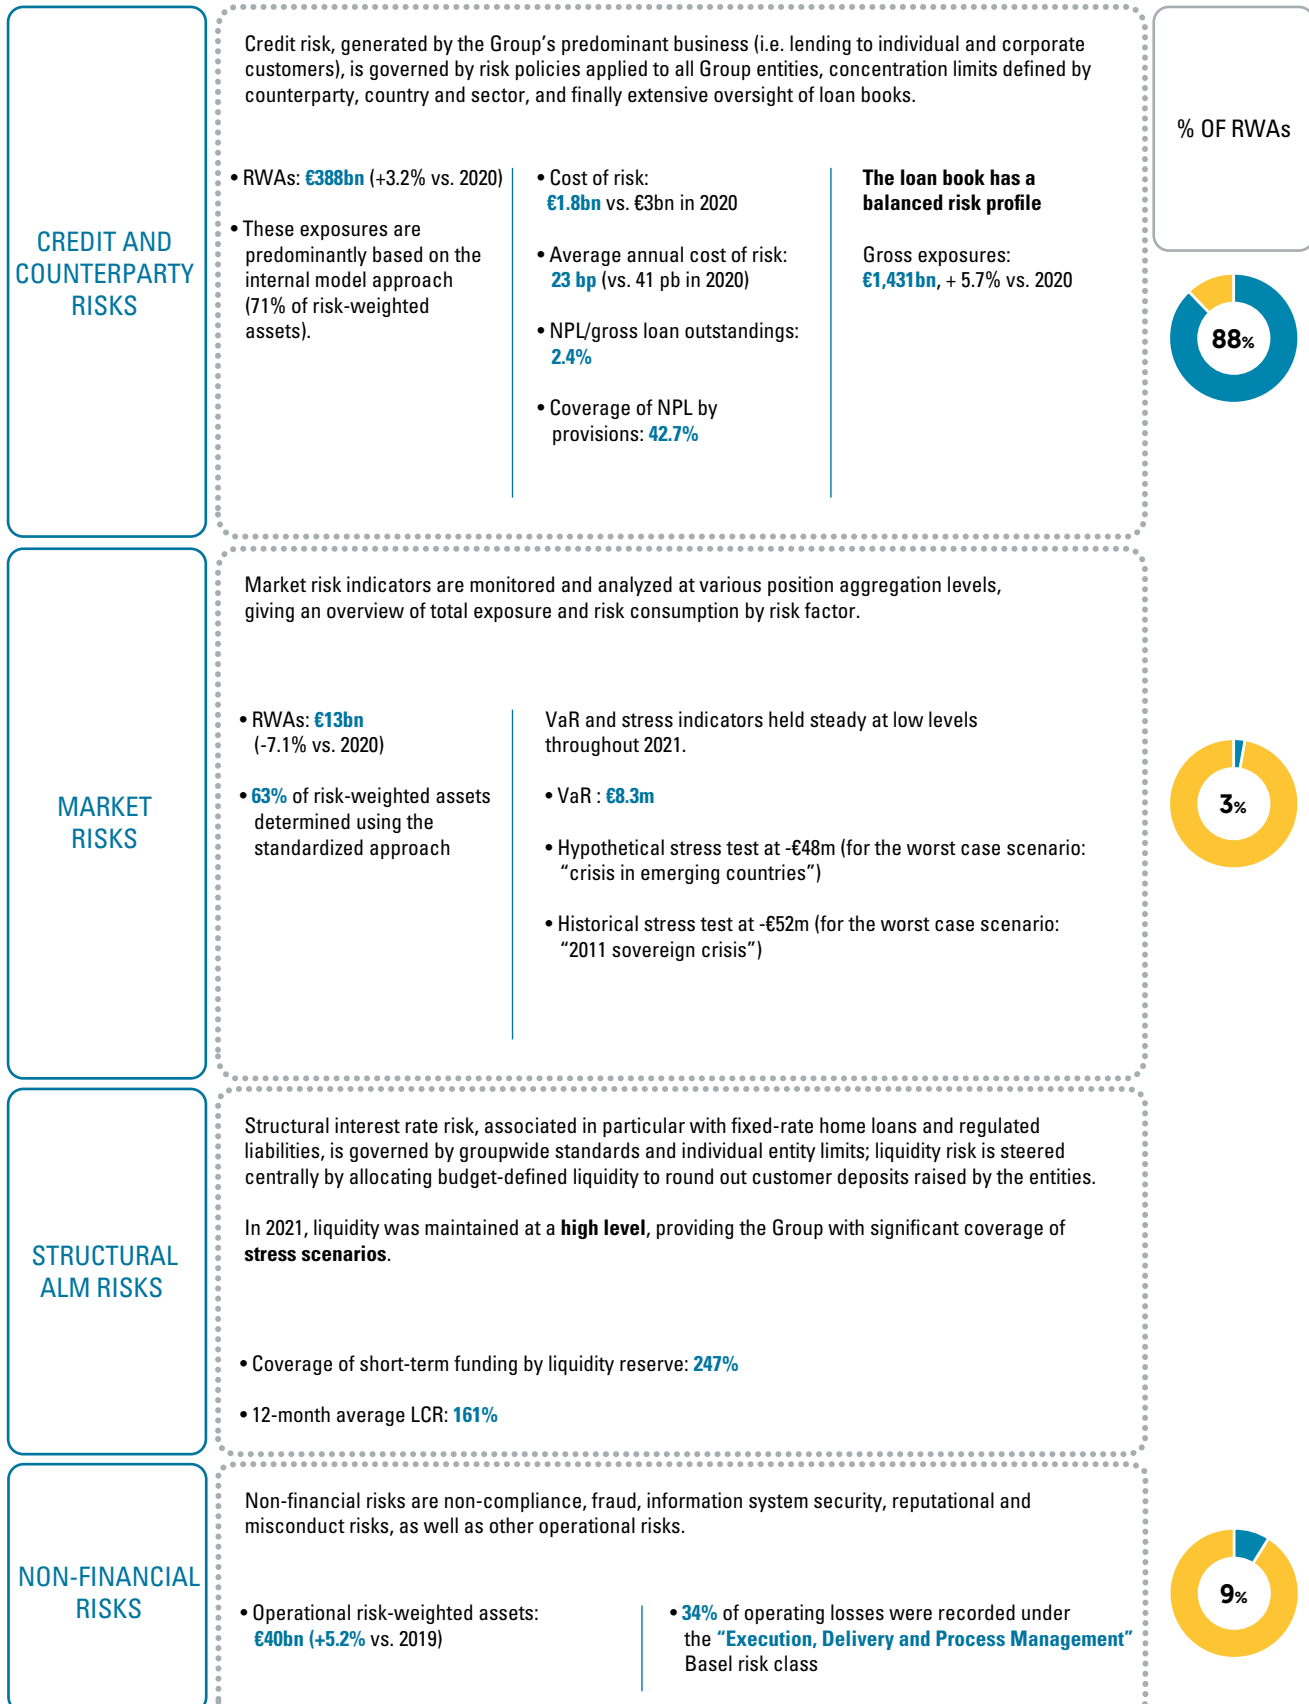 CREDIT AND
COUNTERPARTY
RISKS
Credit risk, generated by the Group's predominant business (i.e. lending to individual and corporate
customers), is governed by risk policies applied to all Group entities, concentration limits defined by
counterparty, country and sector, and finally extensive oversight of loan books.
• RWAs: €388bn (+3.2% vs. 2020)
• These exposures are
predominantly based on the
internal model approach
(71% of risk-weighted
assets).
• Cost of risk:
€1.8bn vs. €3bn in 2020
• Average annual cost of risk:
23 bp (vs. 41 pb in 2020)
• NPL/gross loan outstandings:
2.4%
• Coverage of NPL by
provisions: 42.7%
The loan book has a
balanced risk profile
Gross exposures:
€1,431bn, + 5.7% vs. 2020
% OF RWAs
88%
MARKET
RISKS
Market risk indicators are monitored and analyzed at various position aggregation levels,
giving an overview of total exposure and risk consumption by risk factor.
• RWAs: €13bn
(-7.1% vs. 2020)
• 63% of risk-weighted assets
determined using the
standardized approach
VaR and stress indicators held steady at low levels
throughout 2021.
• VaR : €8.3m
• Hypothetical stress test at -€48m (for the worst case scenario:
“crisis in emerging countries”)
• Historical stress test at -€52m (for the worst case scenario:
“2011 sovereign crisis”)
3%
STRUCTURAL
ALM RISKS
Structural interest rate risk, associated in particular with fixed-rate home loans and regulated
liabilities, is governed by groupwide standards and individual entity limits; liquidity risk is steered
centrally by allocating budget-defined liquidity to round out customer deposits raised by the entities.
In 2021, liquidity was maintained at a high level, providing the Group with significant coverage of
stress scenarios.
• Coverage of short-term funding by liquidity reserve: 247%
• 12-month average LCR: 161%
NON-FINANCIAL
RISKS
Non-financial risks are non-compliance, fraud, information system security, reputational and
misconduct risks, as well as other operational risks.
• Operational risk-weighted assets:
€40bn (+5.2% vs. 2019)
• 34% of operating losses were recorded under
the “Execution, Delivery and Process Management”
Basel risk class
9%